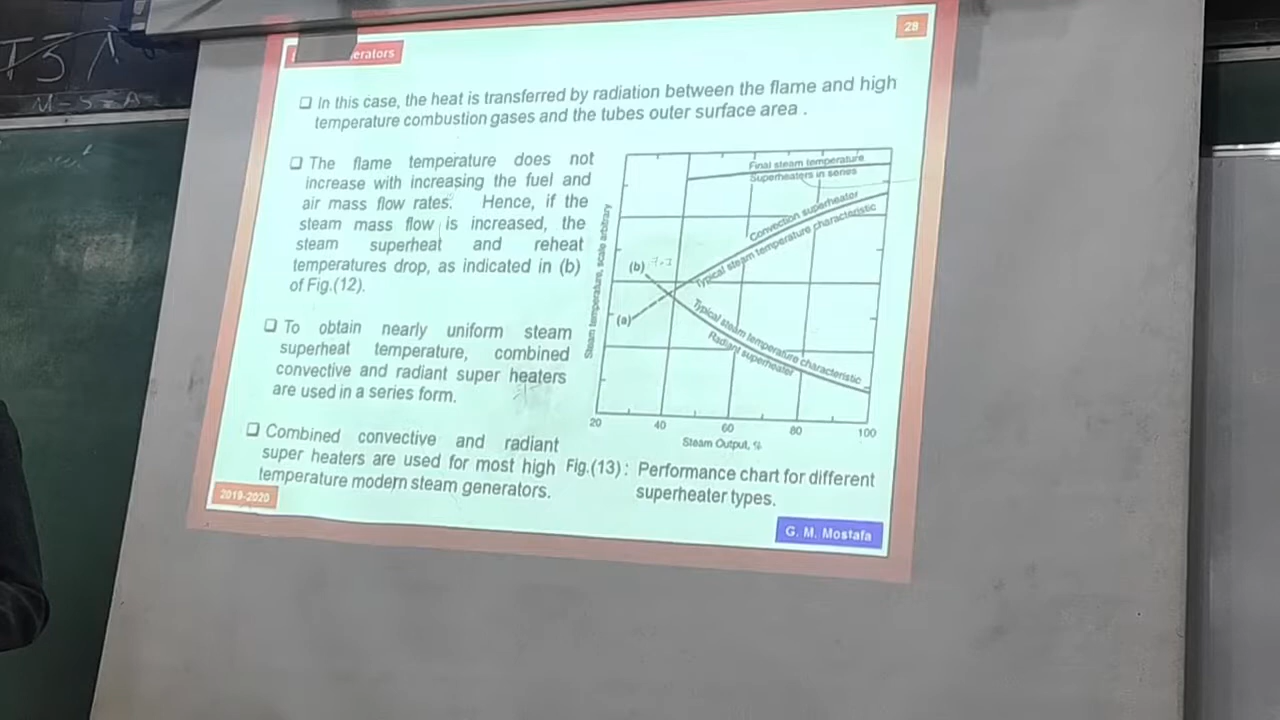 erators
28
❑ In this case, the heat is transferred by radiation between the flame and high
temperature combustion gases and the tubes outer surface area .
❑ The flame temperature does not
increase with increasing the fuel and
air mass flow rates. Hence, if the
steam mass flow is increased, the
steam superheat and reheat
temperatures drop, as indicated in (b)
of Fig.(12).
❑ To obtain nearly uniform steam
superheat temperature, combined
convective and radiant super heaters
are used in a series form.
❑ Combined convective and radiant
super heaters are used for most high
temperature modern steam generators.
Steam temperature, scale arbitrary
Final steam temperature
Superheaters in series
Convection superheater
Typical steam temperature characteristic
(b)
(a)
Typical steam temperature characteristic
Radiant superheater
20 40 60 80 100
Steam Output, %
Fig.(13) : Performance chart for different
superheater types.
2019-2020
G. M. Mostafa
M-S-A